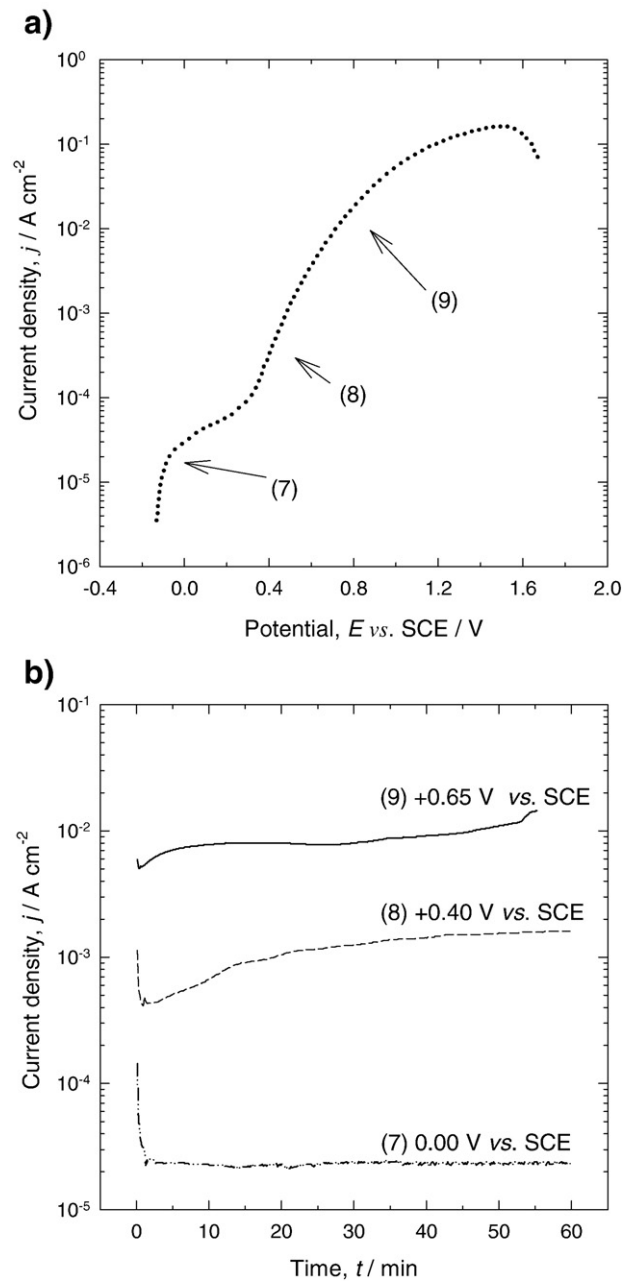 a)
10⁰
10⁻¹
10⁻²
10⁻³
10⁻⁴
10⁻⁵
10⁻⁶
Current density, j / A cm⁻²
(9)
(8)
(7)
-0.4 0.0 0.4 0.8 1.2 1.6 2.0
Potential, E vs. SCE / V
b)
10⁻¹
10⁻²
10⁻³
10⁻⁴
10⁻⁵
Current density, j / A cm⁻²
(9) +0.65 V vs. SCE
(8) +0.40 V vs. SCE
(7) 0.00 V vs. SCE
0 10 20 30 40 50 60
Time, t / min